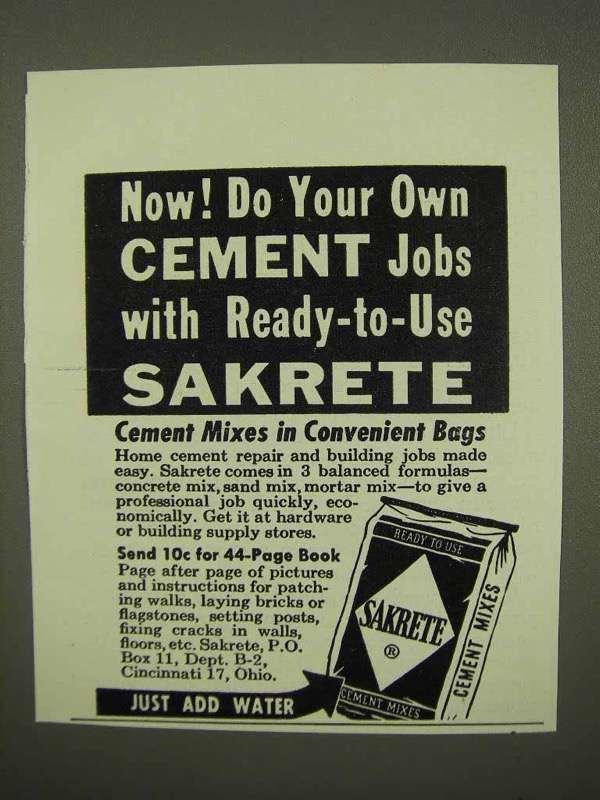 Now! Do Your Own
CEMENT Jobs
with Ready-to-Use
SAKRETE
Cement Mixes in Convenient Bags
Home cement repair and building jobs made
easy. Sakrete comes in 3 balanced formulas—
concrete mix, sand mix, mortar mix—to give a
professional job quickly, eco-
nomically. Get it at hardware
or building supply stores.
Send 10c for 44-Page Book
Page after page of pictures
and instructions for patch-
ing walks, laying bricks or
flagstones, setting posts,
fixing cracks in walls,
floors, etc. Sakrete, P.O.
Box 11, Dept. B-2,
Cincinnati 17, Ohio.
JUST ADD WATER
READY TO USE
SAKRETE
®
CEMENT MIXES
CEMENT MIXES